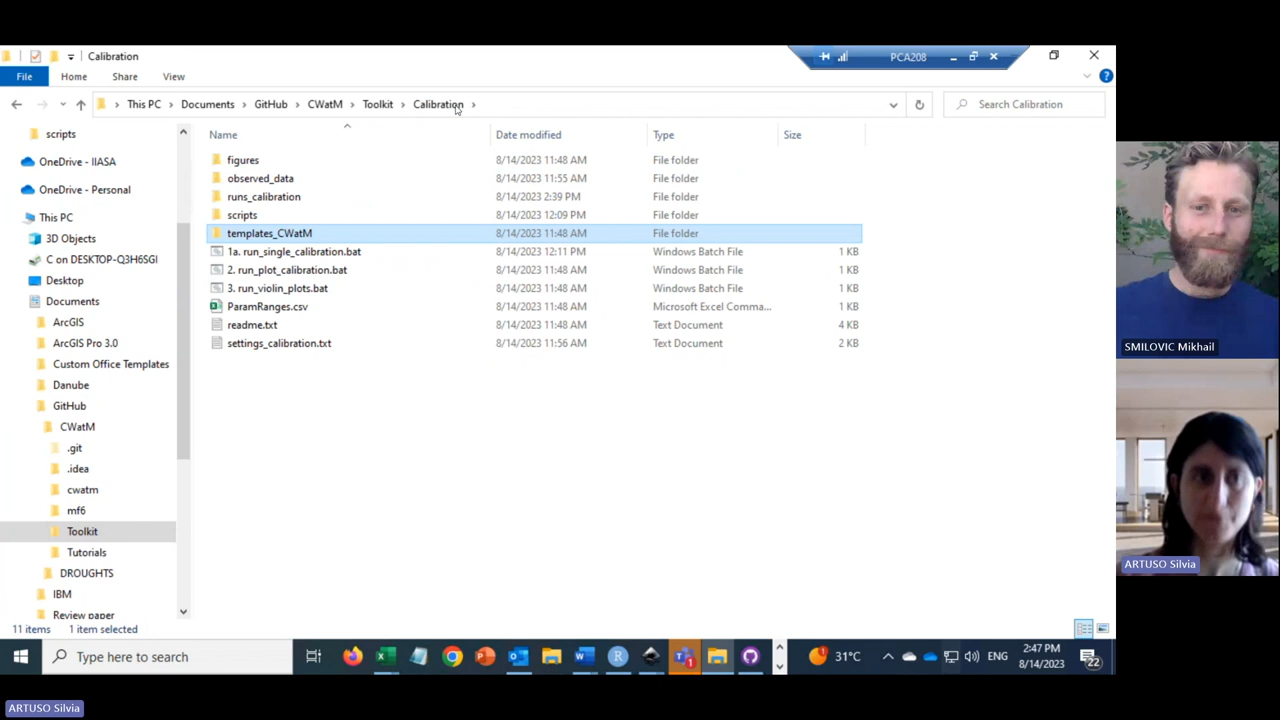 Calibration
PCA208
File Home Share View
This PC Documents GitHub CWatM Toolkit Calibration
Search Calibration
Name Date modified Type Size
figures 8/14/2023 11:48 AM File folder
observed_data 8/14/2023 11:55 AM File folder
runs_calibration 8/14/2023 2:39 PM File folder
scripts 8/14/2023 12:09 PM File folder
templates_CWatM 8/14/2023 11:48 AM File folder
1a. run_single_calibration.bat 8/14/2023 12:11 PM Windows Batch File 1 KB
2. run_plot_calibration.bat 8/14/2023 11:48 AM Windows Batch File 1 KB
3. run_violin_plots.bat 8/14/2023 11:48 AM Windows Batch File 1 KB
ParamRanges.csv 8/14/2023 11:48 AM Microsoft Excel Comma... 1 KB
readme.txt 8/14/2023 11:48 AM Text Document 4 KB
settings_calibration.txt 8/14/2023 11:56 AM Text Document 2 KB
scripts
OneDrive - IIASA
OneDrive - Personal
This PC
3D Objects
C on DESKTOP-Q3H6SGI
Desktop
Documents
ArcGIS
ArcGIS Pro 3.0
Custom Office Templates
Danube
GitHub
CWatM
.git
.idea
cwatm
mf6
Toolkit
Tutorials
DROUGHTS
IBM
Review paper
11 items 1 item selected
Type here to search
31°C
ENG
2:47 PM
8/14/2023
22
SMILOVIC Mikhail
ARTUSO Silvia
ARTUSO Silvia